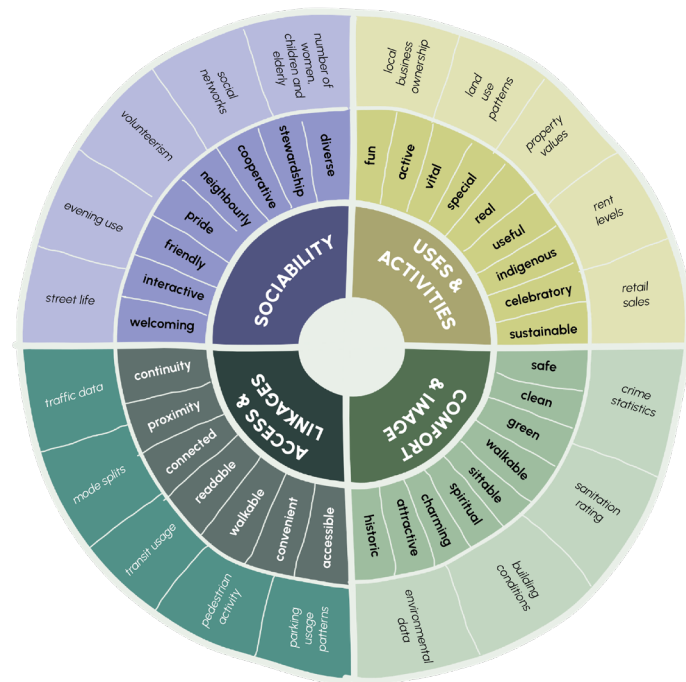 SOCIABILITY
diverse
stewardship
cooperative
neighbourly
pride
friendly
interactive
welcoming
number of
women,
children and
elderly
social
networks
volunteerism
evening use
street life
USES &
ACTIVITIES
fun
active
vital
special
real
useful
indigenous
celebratory
sustainable
local
business
ownership
land
use
patterns
property
values
rent
levels
retail
sales
COMFORT
& IMAGE
safe
clean
green
walkable
sittable
spiritual
charming
attractive
historic
crime
statistics
sanitation
rating
building
conditions
environmental
data
ACCESS &
LINKAGES
continuity
proximity
connected
readable
walkable
convenient
accessible
traffic data
mode splits
transit usage
pedestrian
activity
parking
usage
patterns